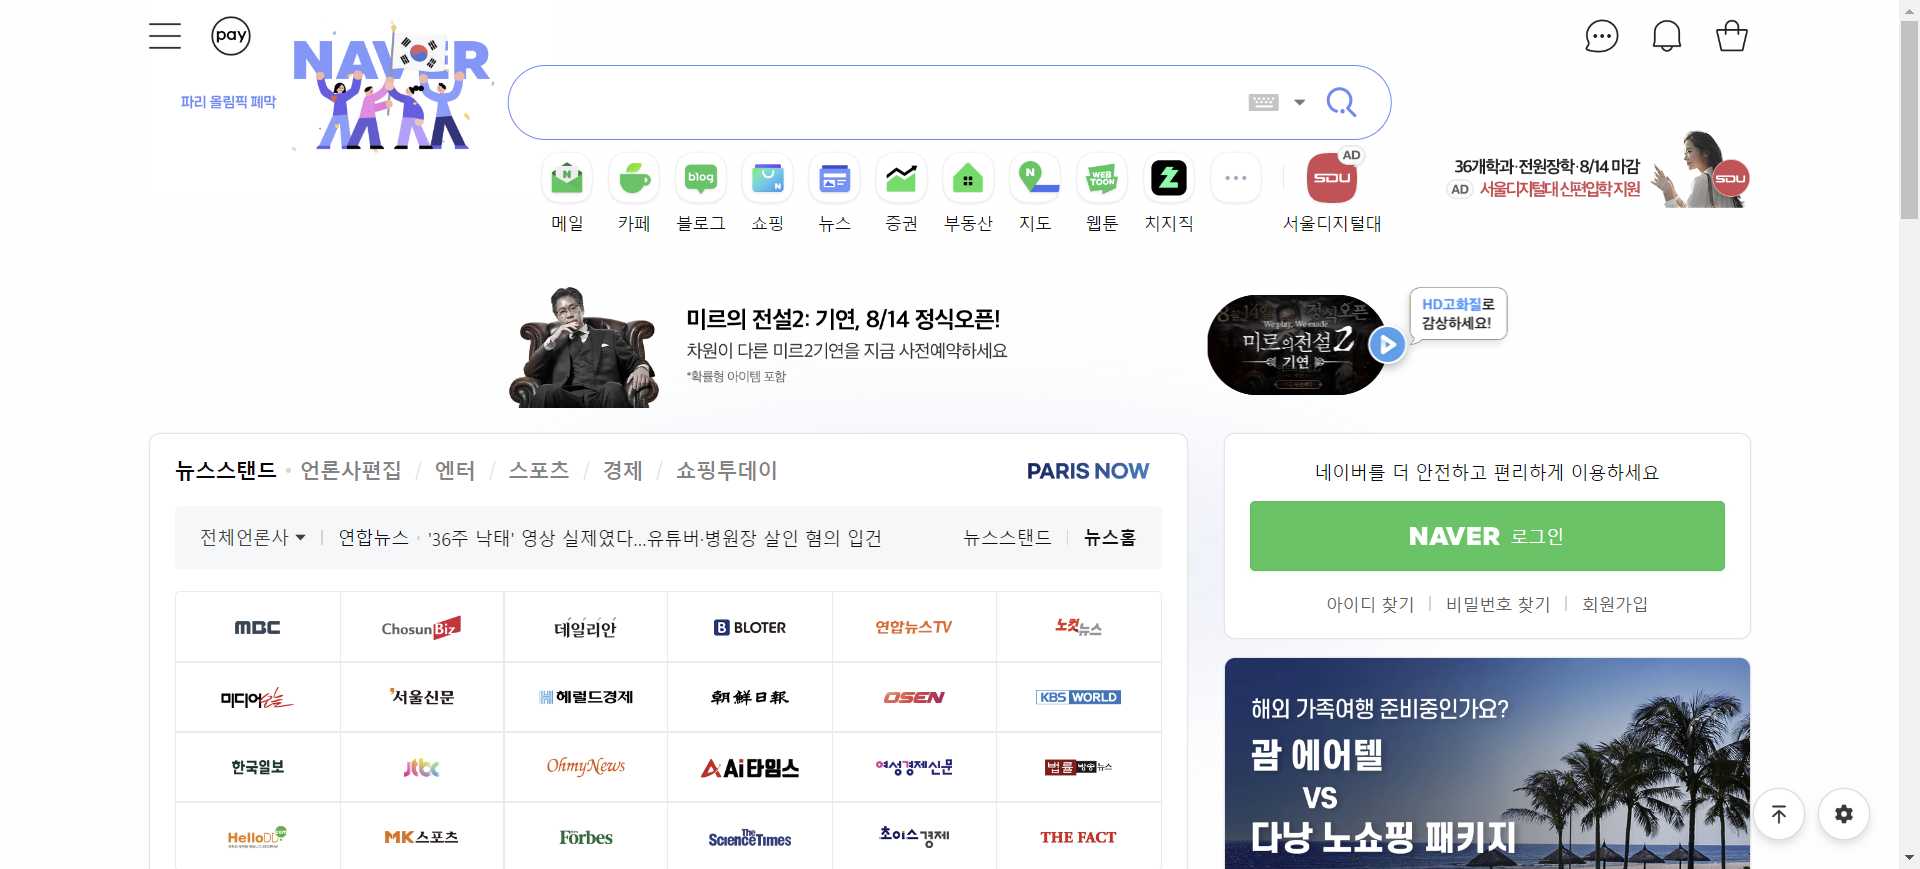 pay
NAVER
파리 올림픽 폐막
메일
카페
blog
블로그
쇼핑
뉴스
증권
부동산
지도
WEB
TOON
웹툰
치지직
AD
SDU
서울디지털대
36개학과·전원장학·8/14 마감
AD 서울디지털대 신편입학 지원
SDU
미르의 전설2: 기연, 8/14 정식오픈!
차원이 다른 미르2기연을 지금 사전예약하세요
*확률형 아이템 포함
We play, We made
미르의전설2
기연
HD고화질로
감상하세요!
뉴스스탠드 · 언론사편집 / 엔터 / 스포츠 / 경제 / 쇼핑투데이
PARIS NOW
전체언론사 | 연합뉴스 · '36주 낙태' 영상 실제였다...유튜버·병원장 살인 혐의 입건
뉴스스탠드 | 뉴스홈
MBC
ChosunBiz
데일리안
BLOTER
연합뉴스TV
노컷뉴스
미디어오늘
서울신문
헤럴드경제
朝鮮日報
OSEN
KBS WORLD
한국일보
jtbc
OhmyNews
Ai타임스
여성경제신문
법률방송뉴스
HelloDD.com
MK스포츠
Forbes
The ScienceTimes
초이스경제
THE FACT
네이버를 더 안전하고 편리하게 이용하세요
NAVER 로그인
아이디 찾기 | 비밀번호 찾기 | 회원가입
해외 가족여행 준비중인가요?
괌 에어텔
VS
다낭 노쇼핑 패키지